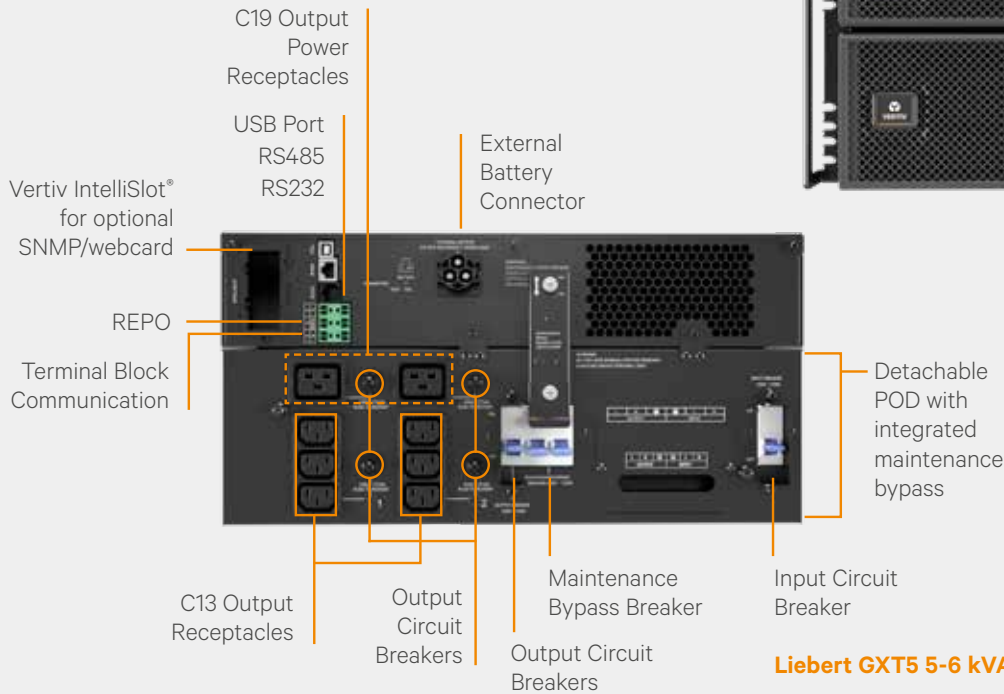 C19 Output
Power
Receptacles
USB Port
RS485
RS232
External
Battery
Connector
Vertiv IntelliSlot®
for optional
SNMP/webcard
REPO
Terminal Block
Communication
Detachable
POD with
integrated
maintenance
bypass
C13 Output
Receptacles
Output
Circuit
Breakers
Output Circuit
Breakers
Maintenance
Bypass Breaker
Input Circuit
Breaker
Liebert GXT5 5-6 kVA
VERTIV